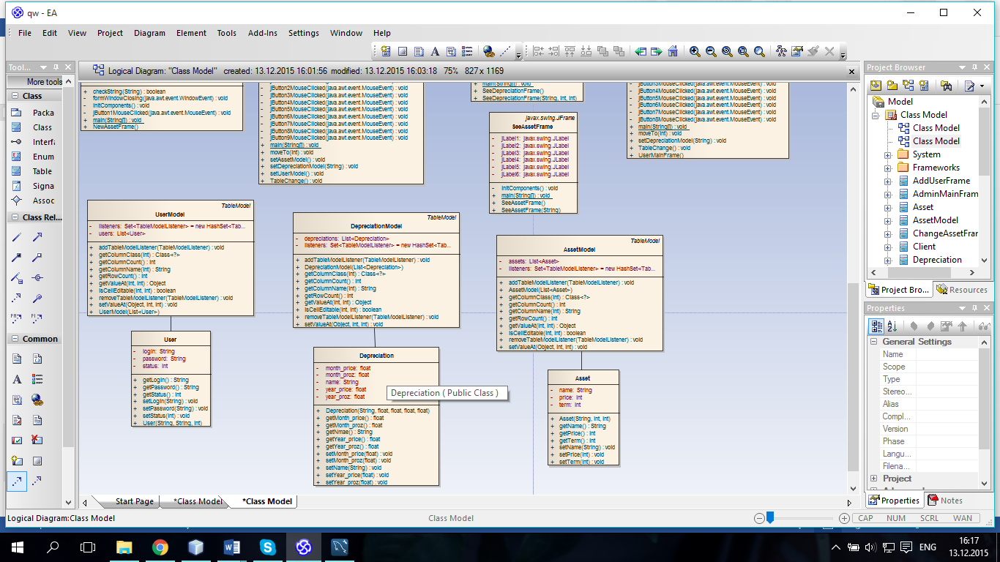 qw - EA
File Edit View Project Diagram Element Tools Add-Ins Settings Window Help
Tool...
More tools
Class
Packa
Class
Interfa
Enum
Table
Signa
Assoc
Class Rel...
Common
Logical Diagram: "Class Model" created: 13.12.2015 16:01:56 modified: 13.12.2015 16:03:18 75% 827 x 1169
+ checkString(String) : boolean
- formWindowClosing(java.awt.event.WindowEvent) : void
- initComponents() : void
- jButton1MouseClicked(java.awt.event.MouseEvent) : void
+ main(String[]) : void
+ NewAssetFrame()
- jButton2MouseClicked(java.awt.event.MouseEvent) : void
- jButton3MouseClicked(java.awt.event.MouseEvent) : void
- jButton4MouseClicked(java.awt.event.MouseEvent) : void
- jButton5MouseClicked(java.awt.event.MouseEvent) : void
- jButton6MouseClicked(java.awt.event.MouseEvent) : void
- jButton7MouseClicked(java.awt.event.MouseEvent) : void
- jButton8MouseClicked(java.awt.event.MouseEvent) : void
- jButton9MouseClicked(java.awt.event.MouseEvent) : void
+ main(String[]) : void
+ moveTo(int) : void
+ setAssetModel() : void
+ setDepreciationModel(String) : void
+ setUserModel() : void
+ TableChange() : void
+ main(String[]) : void
+ SeeDepreciationFrame()
+ SeeDepreciationFrame(String, int, int)
javax.swing.JFrame
SeeAssetFrame
- jLabel1: javax.swing.JLabel
- jLabel2: javax.swing.JLabel
- jLabel3: javax.swing.JLabel
- jLabel4: javax.swing.JLabel
- jLabel5: javax.swing.JLabel
- jLabel6: javax.swing.JLabel
- initComponents() : void
+ main(String[]) : void
+ SeeAssetFrame()
+ SeeAssetFrame(String)
- jButton3MouseClicked(java.awt.event.MouseEvent) : void
- jButton4MouseClicked(java.awt.event.MouseEvent) : void
- jButton5MouseClicked(java.awt.event.MouseEvent) : void
- jButton6MouseClicked(java.awt.event.MouseEvent) : void
- jButton7MouseClicked(java.awt.event.MouseEvent) : void
- jButton8MouseClicked(java.awt.event.MouseEvent) : void
+ main(String[]) : void
+ moveTo(int) : void
+ setDepreciationModel(String) : void
+ TableChange() : void
+ UserMainFrame()
TableModel
UserModel
- listeners: Set<TableModelListener> = new HashSet<Tab...
- users: List<User>
+ addTableModelListener(TableModelListener) : void
+ getColumnClass(int) : Class<?>
+ getColumnCount() : int
+ getColumnName(int) : String
+ getRowCount() : int
+ getValueAt(int, int) : Object
+ isCellEditable(int, int) : boolean
+ removeTableModelListener(TableModelListener) : void
+ setValueAt(Object, int, int) : void
+ UserModel(List<User>)
TableModel
DepreciationModel
- depreciations: List<Depreciation>
- listeners: Set<TableModelListener> = new HashSet<Tab...
+ addTableModelListener(TableModelListener) : void
+ DepreciationModel(List<Depreciation>)
+ getColumnClass(int) : Class<?>
+ getColumnCount() : int
+ getColumnName(int) : String
+ getRowCount() : int
+ getValueAt(int, int) : Object
+ isCellEditable(int, int) : boolean
+ removeTableModelListener(TableModelListener) : void
+ setValueAt(Object, int, int) : void
TableModel
AssetModel
- assets: List<Asset>
- listeners: Set<TableModelListener> = new HashSet<Tab...
+ addTableModelListener(TableModelListener) : void
+ AssetModel(List<Asset>)
+ getColumnClass(int) : Class<?>
+ getColumnCount() : int
+ getColumnName(int) : String
+ getRowCount() : int
+ getValueAt(int, int) : Object
+ isCellEditable(int, int) : boolean
+ removeTableModelListener(TableModelListener) : void
+ setValueAt(Object, int, int) : void
User
- login: String
- password: String
- status: int
+ getLogin() : String
+ getPassword() : String
+ getStatus() : int
+ setLogin(String) : void
+ setPassword(String) : void
+ setStatus(int) : void
+ User(String, String, int)
Depreciation
- month_price: float
- month_proz: float
- name: String
- year_price: float
- year_proz: float
+ Depreciation(String, float, float, float, float)
+ getMonth_price() : float
+ getMonth_proz() : float
+ getNmae() : String
+ getYear_price() : float
+ getYear_proz() : float
+ setMonth_price(float) : void
+ setMonth_proz(float) : void
+ setName(String) : void
+ setYear_price(float) : void
+ setYear_proz(float) : void
Depreciation ( Public Class )
Asset
- name: String
- price: int
- term: int
+ Asset(String, int, int)
+ getName() : String
+ getPrice() : int
+ getTerm() : int
+ setName(String) : void
+ setPrice(int) : void
+ setTerm(int) : void
Project Browser
Model
Class Model
Class Model
Class Model
System
Frameworks
AddUserFrame
AdminMainFram
Asset
AssetModel
ChangeAssetFrar
Client
Depreciation
Project Bro... Resources
Properties
General Settings
Name
Scope
Type
Stereo...
Alias
Compl...
Version
Phase
Langu...
Filena...
Project
Properties Notes
Start Page *Class Model *Class Model
Logical Diagram:Class Model Class Model CAP NUM SCRL WAN
ENG
16:17
13.12.2015